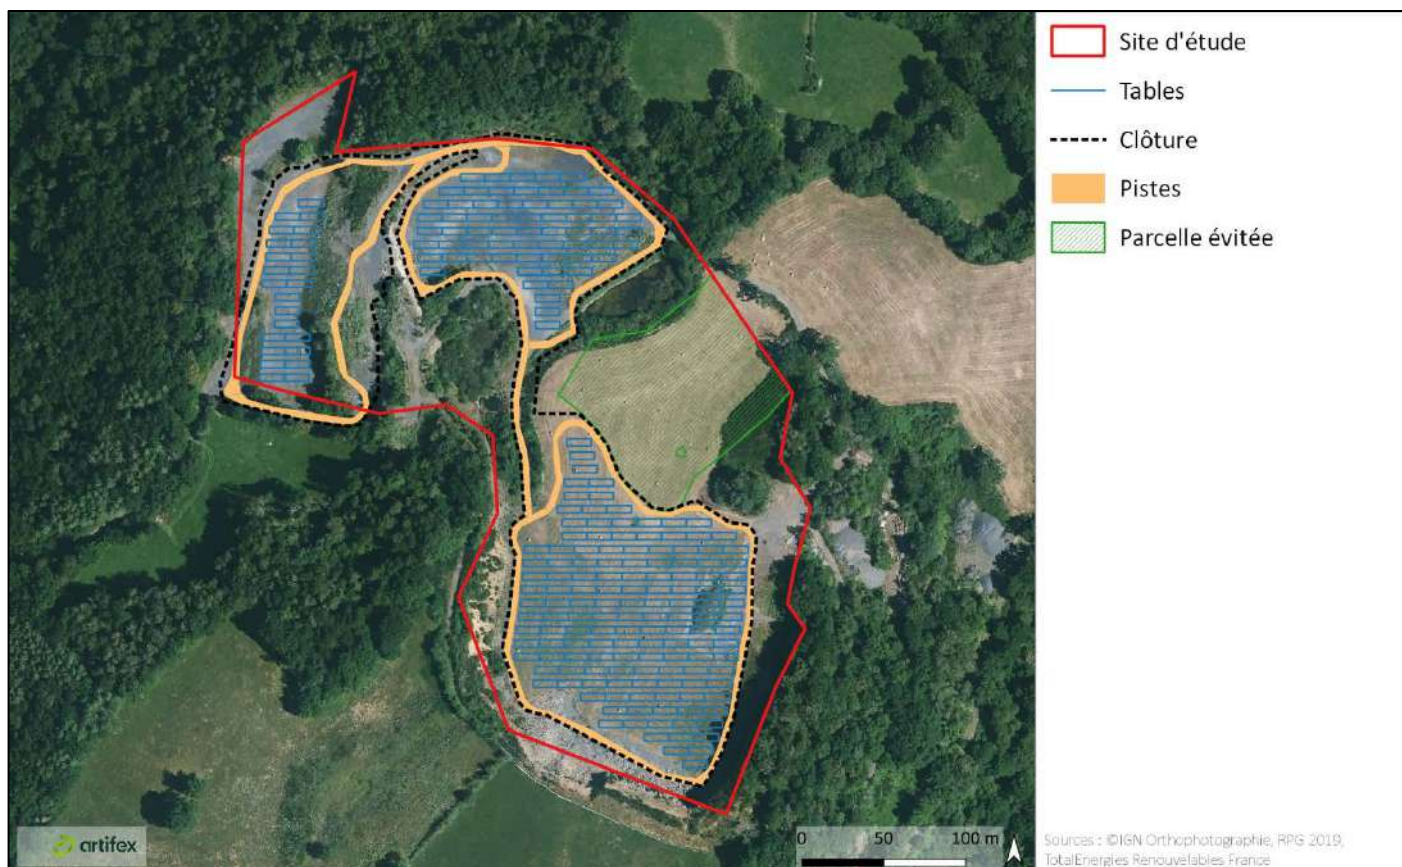 Site d'étude
Tables
Clôture
Pistes
Parcelle évitée
artifex
0 50 100 m
Sources : ©IGN Orthophotographie, RPG 2019,
TotalEnergies Renouvelables France